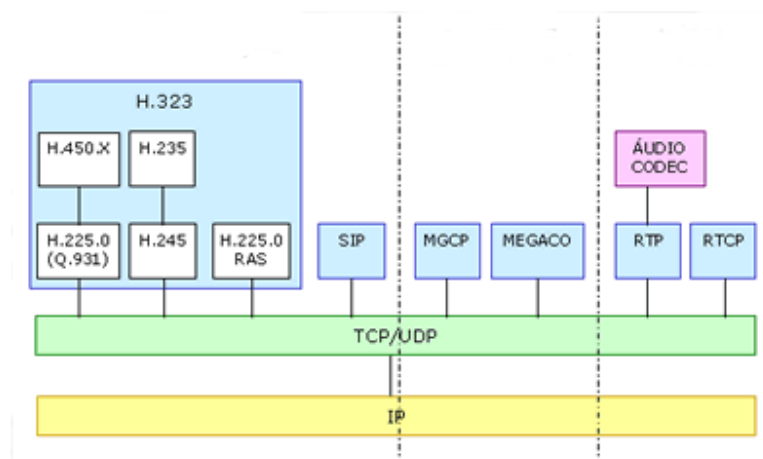 H.323
H.450.X
H.235
H.225.0
(Q.931)
H.245
H.225.0
RAS
SIP
MGCP
MEGACO
ÁUDIO
CODEC
RTP
RTCP
TCP/UDP
IP